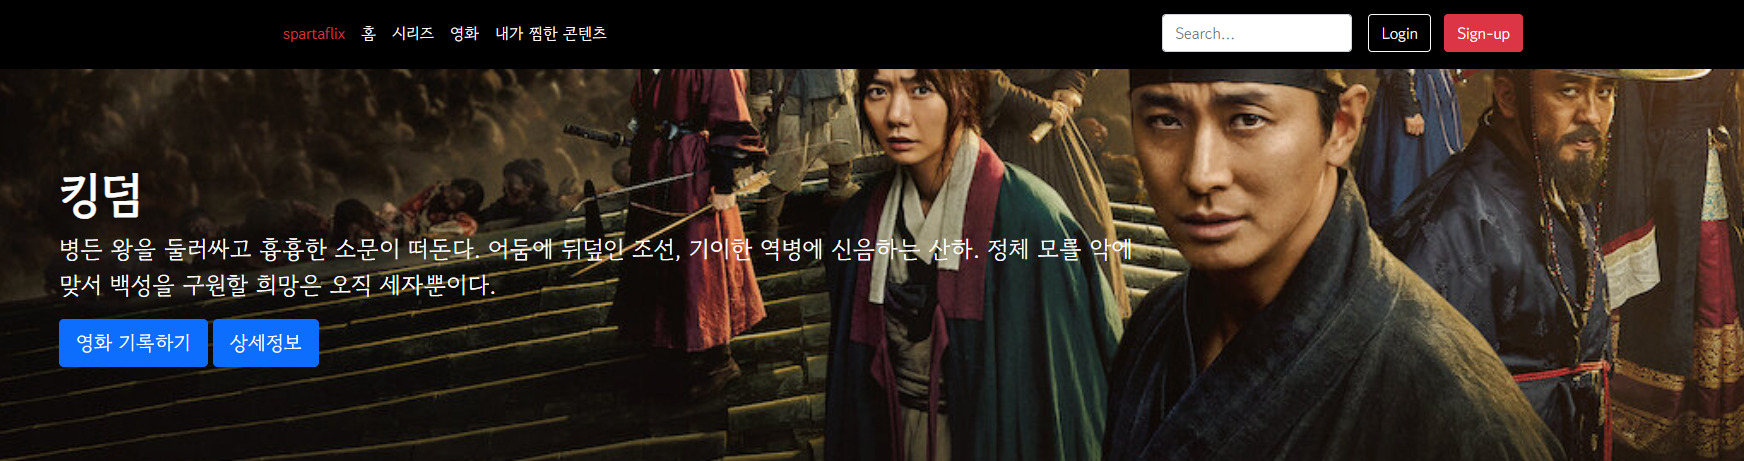 spartaflix 홈 시리즈 영화 내가 찜한 콘텐츠 Search... Login Sign-up
킹덤
병든 왕을 둘러싸고 흉흉한 소문이 떠돈다. 어둠에 뒤덮인 조선, 기이한 역병에 신음하는 산하. 정체 모를 악에
맞서 백성을 구원할 희망은 오직 세자뿐이다.
영화 기록하기 상세정보